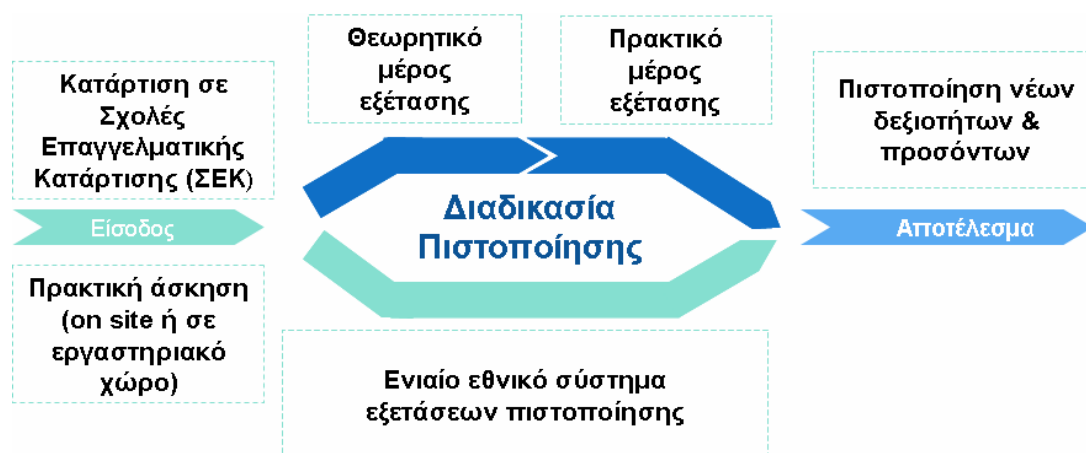 Κατάρτιση σε
Σχολές
Επαγγελματικής
Κατάρτισης (ΣΕΚ)
Είσοδος
Πρακτική άσκηση
(on site ή σε
εργαστηριακό
χώρο)
Θεωρητικό
μέρος
εξέτασης
Πρακτικό
μέρος
εξέτασης
Διαδικασία
Πιστοποίησης
Ενιαίο εθνικό σύστημα
εξετάσεων πιστοποίησης
Πιστοποίηση νέων
δεξιοτήτων &
προσόντων
Αποτέλεσμα